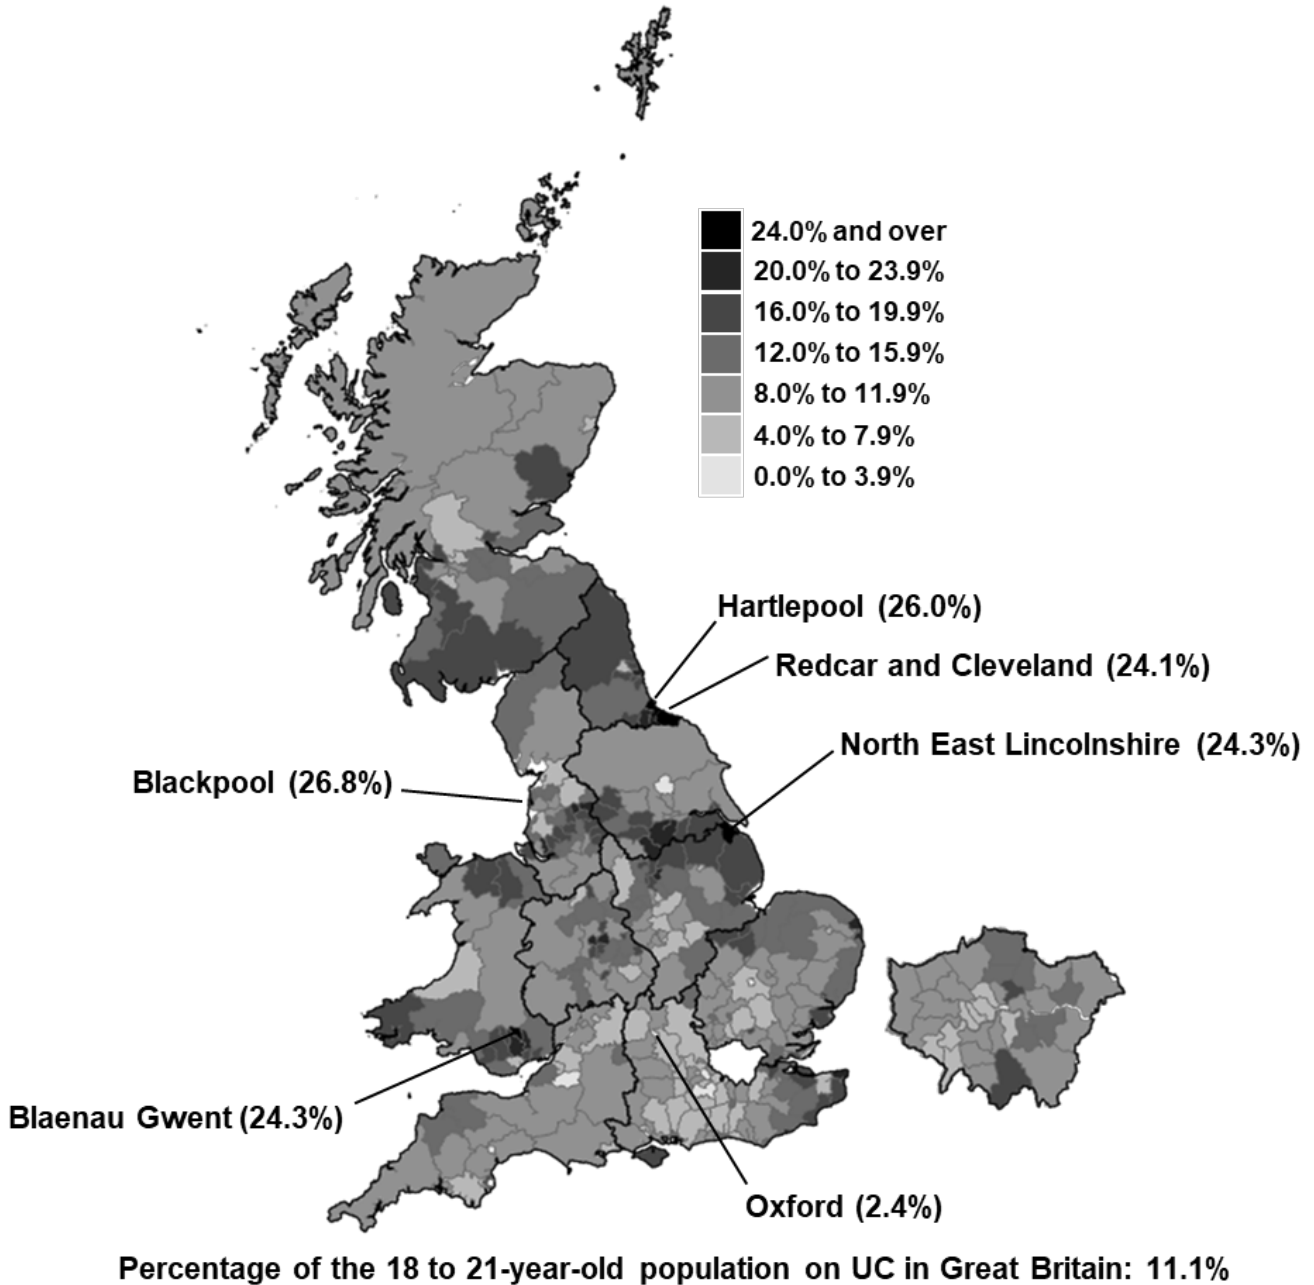 24.0% and over
20.0% to 23.9%
16.0% to 19.9%
12.0% to 15.9%
8.0% to 11.9%
4.0% to 7.9%
0.0% to 3.9%
Hartlepool (26.0%)
Redcar and Cleveland (24.1%)
North East Lincolnshire (24.3%)
Blackpool (26.8%)
Blaenau Gwent (24.3%)
Oxford (2.4%)
Percentage of the 18 to 21-year-old population on UC in Great Britain: 11.1%